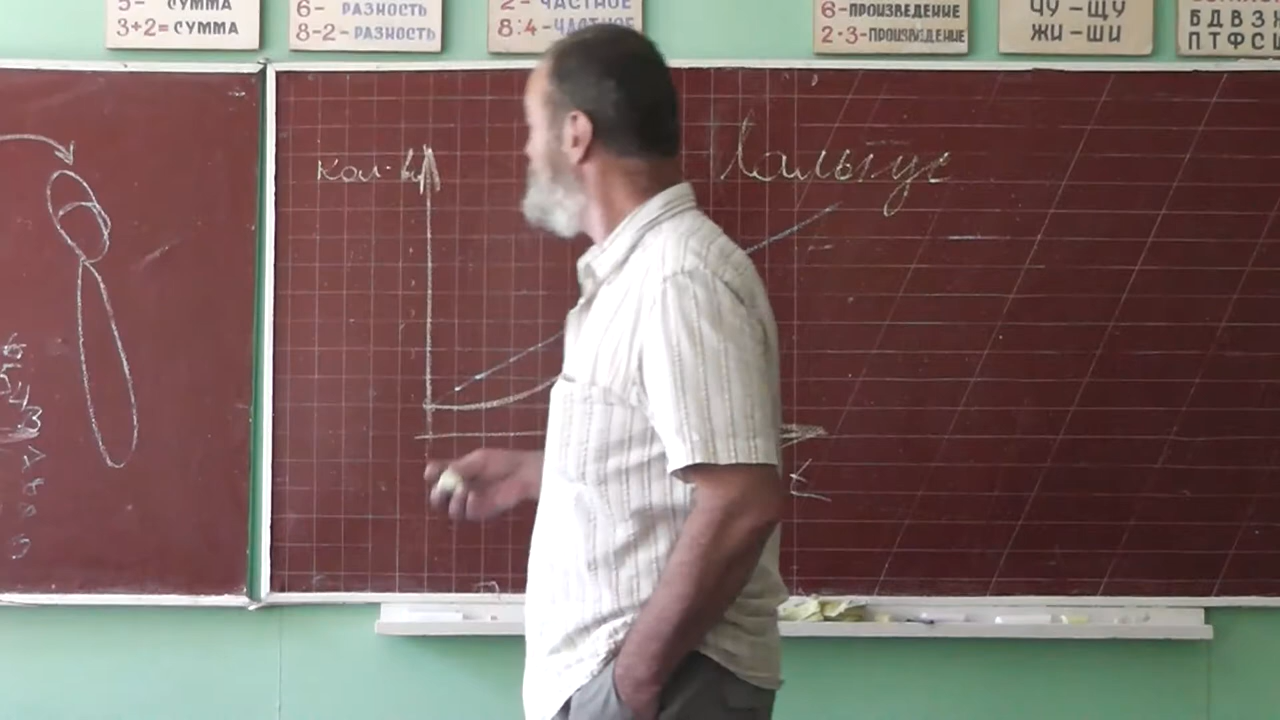 5- СУММА
3+2= СУММА
6- РАЗНОСТЬ
8-2- РАЗНОСТЬ
2- ЧАСТНОЕ
8:4- ЧАСТНОЕ
6-ПРОИЗВЕДЕНИЕ
2·3-ПРОИЗВЕДЕНИЕ
ЧУ - ЩУ
ЖИ - ШИ
Б Д В З
П Т Ф С Ш
Кол-
Мальтус
t